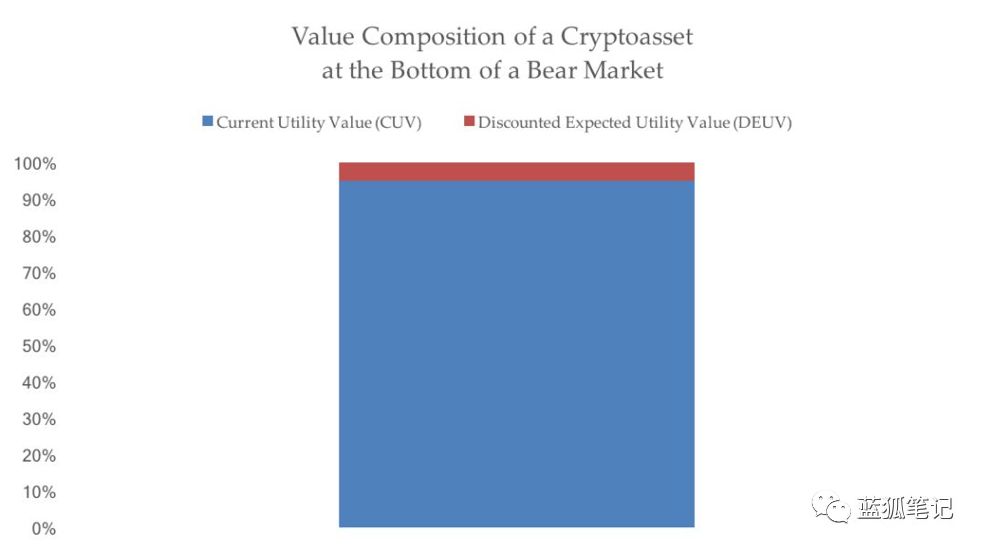 Value Composition of a Cryptoasset
at the Bottom of a Bear Market
Current Utility Value (CUV) Discounted Expected Utility Value (DEUV)
100%
90%
80%
70%
60%
50%
40%
30%
20%
10%
0%
蓝狐笔记